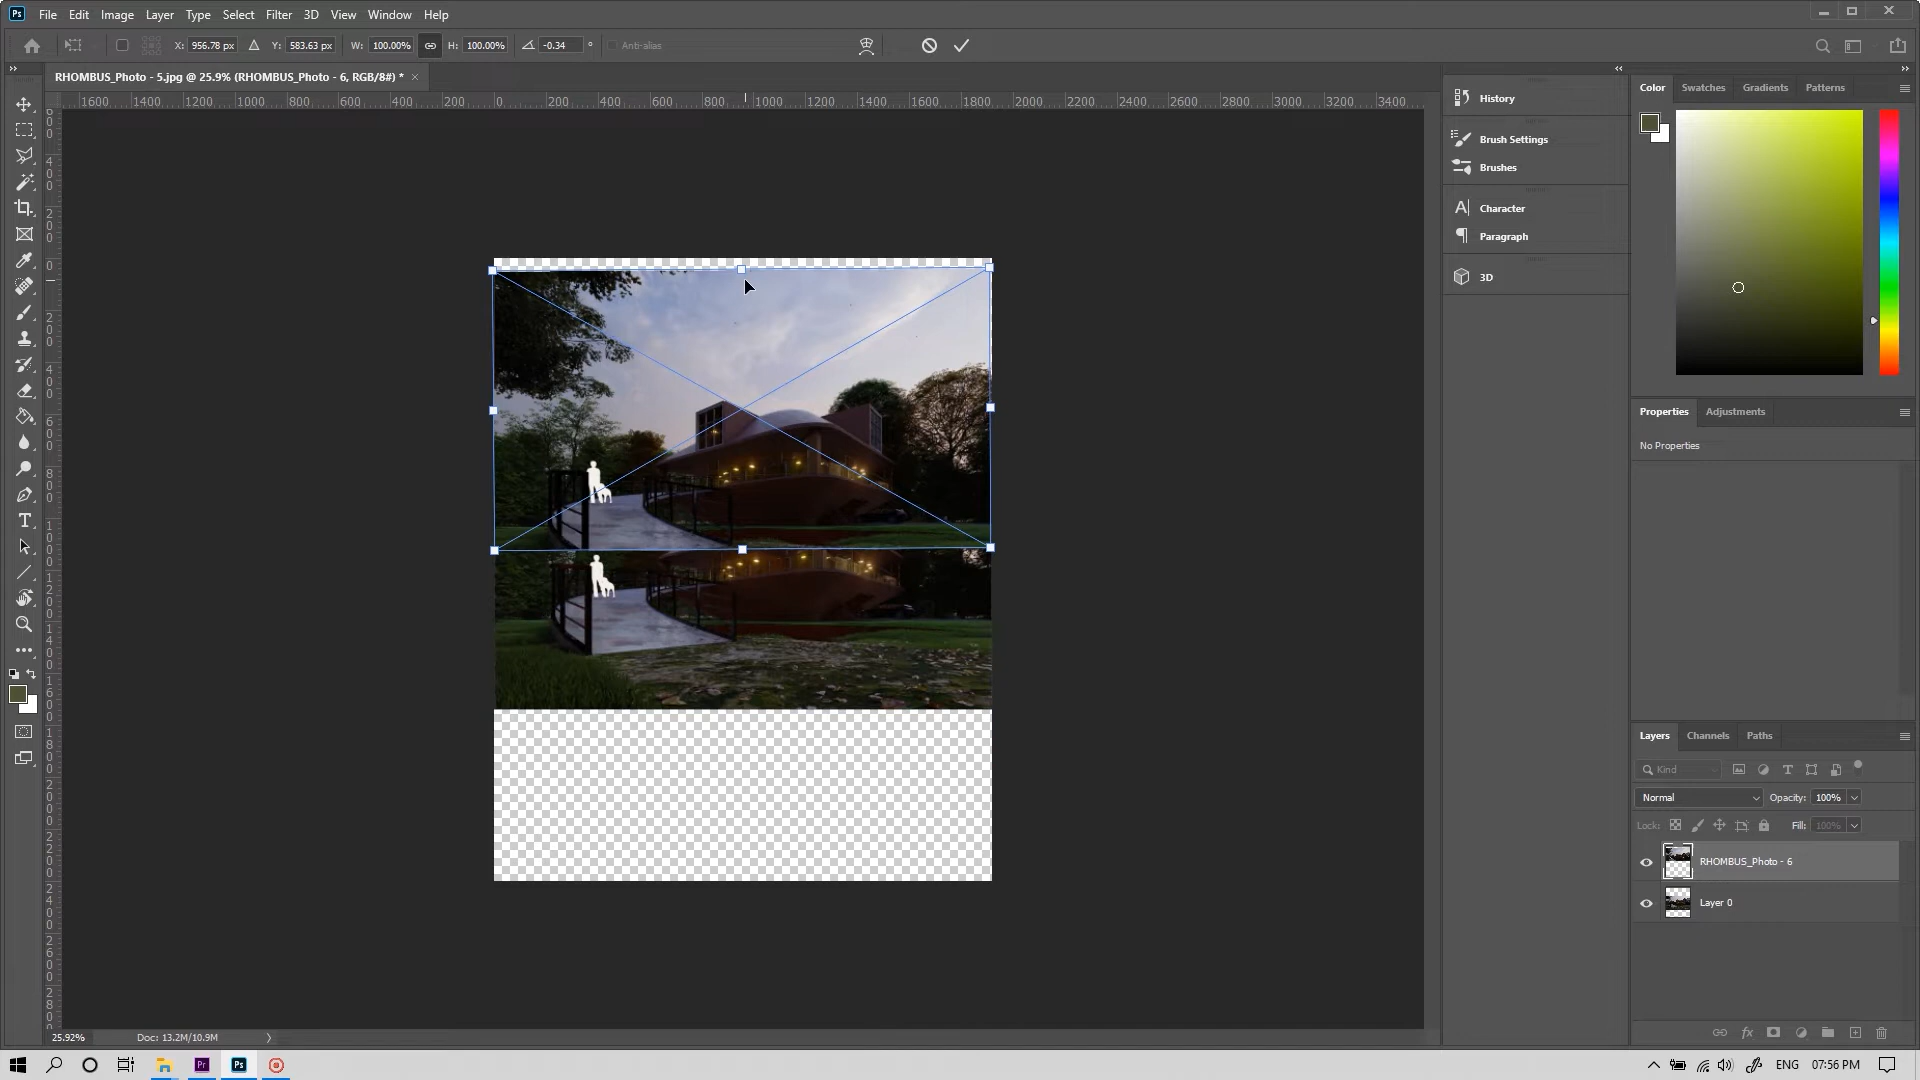 File Edit Image Layer Type Select Filter 3D View Window Help
X: 956.78 px Y: 583.63 px W: 100.00% H: 100.00% -0.34 ° Anti-alias
RHOMBUS_Photo - 5.jpg @ 25.9% (RHOMBUS_Photo - 6, RGB/8#) * ×
1600 1400 1200 1000 800 600 400 200 0 200 400 600 800 1000 1200 1400 1600 1800 2000 2200 2400 2600 2800 3000 3200 3400
History
Brush Settings
Brushes
Character
Paragraph
3D
Color Swatches Gradients Patterns
Properties Adjustments
No Properties
Layers Channels Paths
Kind
Normal Opacity: 100%
Lock: Fill: 100%
RHOMBUS_Photo - 6
Layer 0
25.92% Doc: 13.2M/10.9M
ENG 07:56 PM